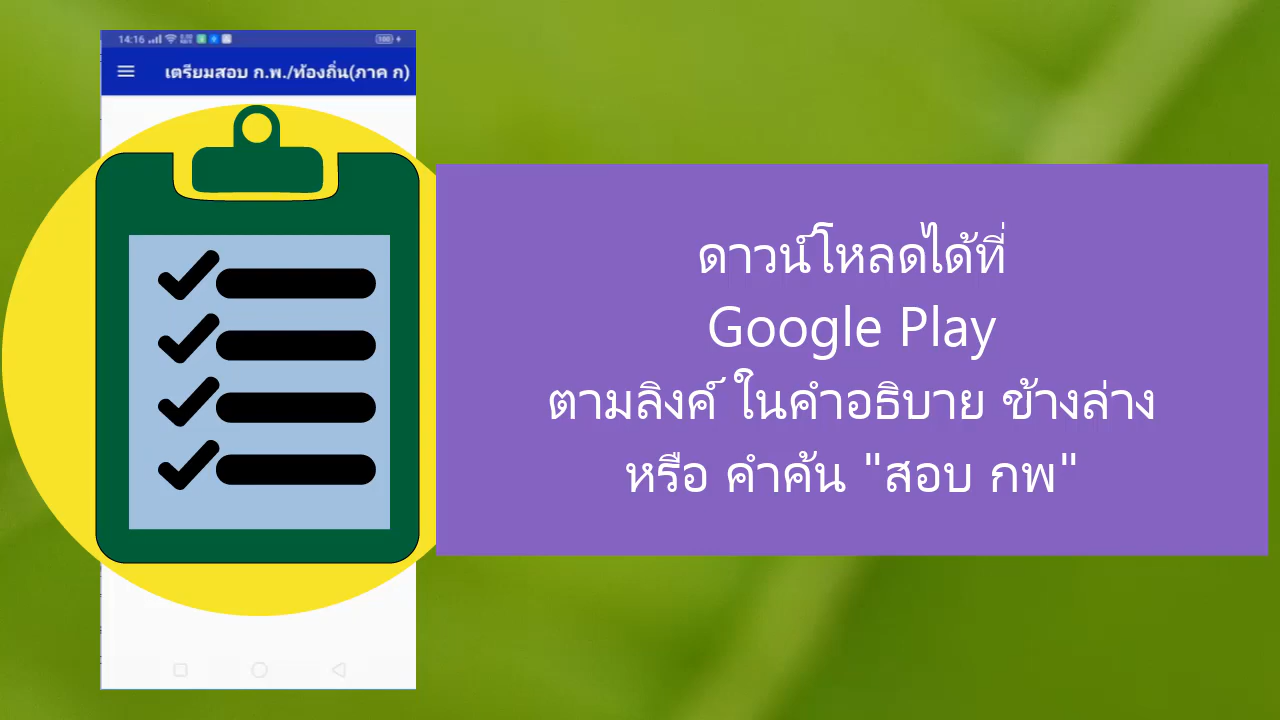 14:16
100
เตรียมสอบ ก.พ./ท้องถิ่น(ภาค ก)
ดาวน์โหลดได้ที่
Google Play
ตามลิงค์ ในคำอธิบาย ข้างล่าง
หรือ คำค้น "สอบ กพ"